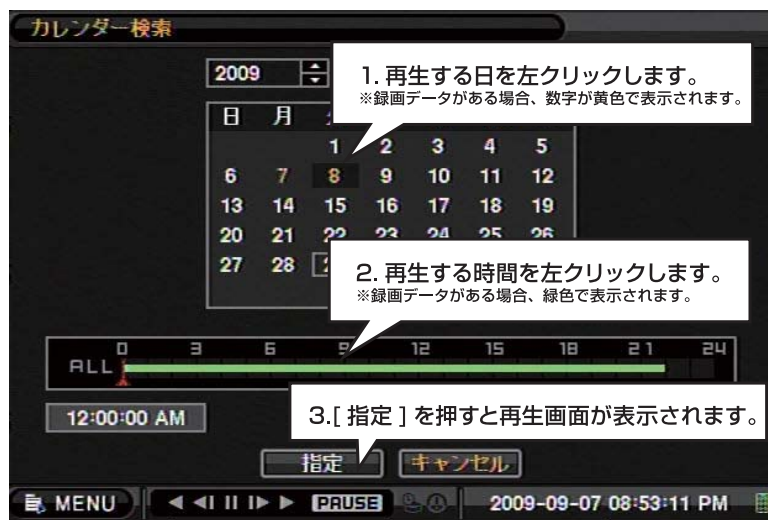 カレンダー検索
2009
1. 再生する日を左クリックします。
※録画データがある場合、数字が黄色で表示されます。
日 月
1 2 3 4 5
6 7 8 9 10 11 12
13 14 15 16 17 18 19
20 21 22 23 24 25 26
27 28
2. 再生する時間を左クリックします。
※録画データがある場合、緑色で表示されます。
0 3 6 9 12 15 18 21 24
ALL
12:00:00 AM
3.[ 指定 ] を押すと再生画面が表示されます。
指定 キャンセル
MENU PAUSE 2009-09-07 08:53:11 PM